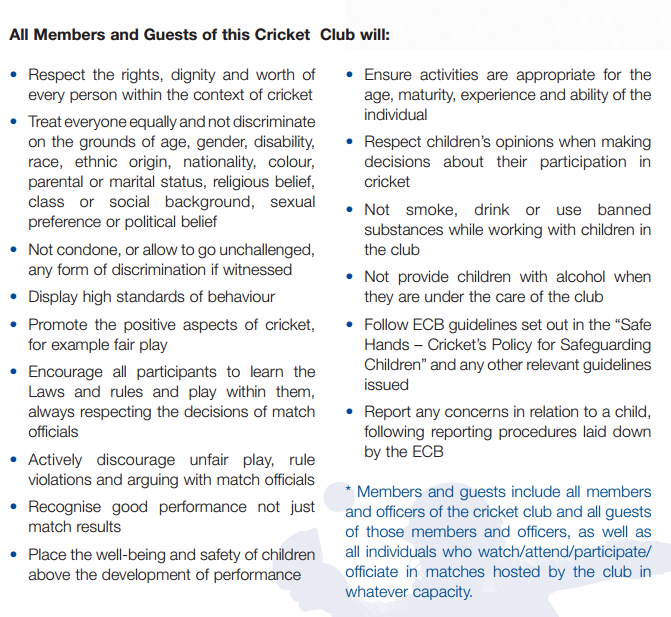 All Members and Guests of this Cricket Club will:
• Respect the rights, dignity and worth of
every person within the context of cricket
• Treat everyone equally and not discriminate
on the grounds of age, gender, disability,
race, ethnic origin, nationality, colour,
parental or marital status, religious belief,
class or social background, sexual
preference or political belief
• Not condone, or allow to go unchallenged,
any form of discrimination if witnessed
• Display high standards of behaviour
• Promote the positive aspects of cricket,
for example fair play
• Encourage all participants to learn the
Laws and rules and play within them,
always respecting the decisions of match
officials
• Actively discourage unfair play, rule
violations and arguing with match officials
• Recognise good performance not just
match results
• Place the well-being and safety of children
above the development of performance
• Ensure activities are appropriate for the
age, maturity, experience and ability of the
individual
• Respect children's opinions when making
decisions about their participation in
cricket
• Not smoke, drink or use banned
substances while working with children in
the club
• Not provide children with alcohol when
they are under the care of the club
• Follow ECB guidelines set out in the “Safe
Hands – Cricket's Policy for Safeguarding
Children” and any other relevant guidelines
issued
• Report any concerns in relation to a child,
following reporting procedures laid down
by the ECB
* Members and guests include all members
and officers of the cricket club and all guests
of those members and officers, as well as
all individuals who watch/attend/participate/
officiate in matches hosted by the club in
whatever capacity.